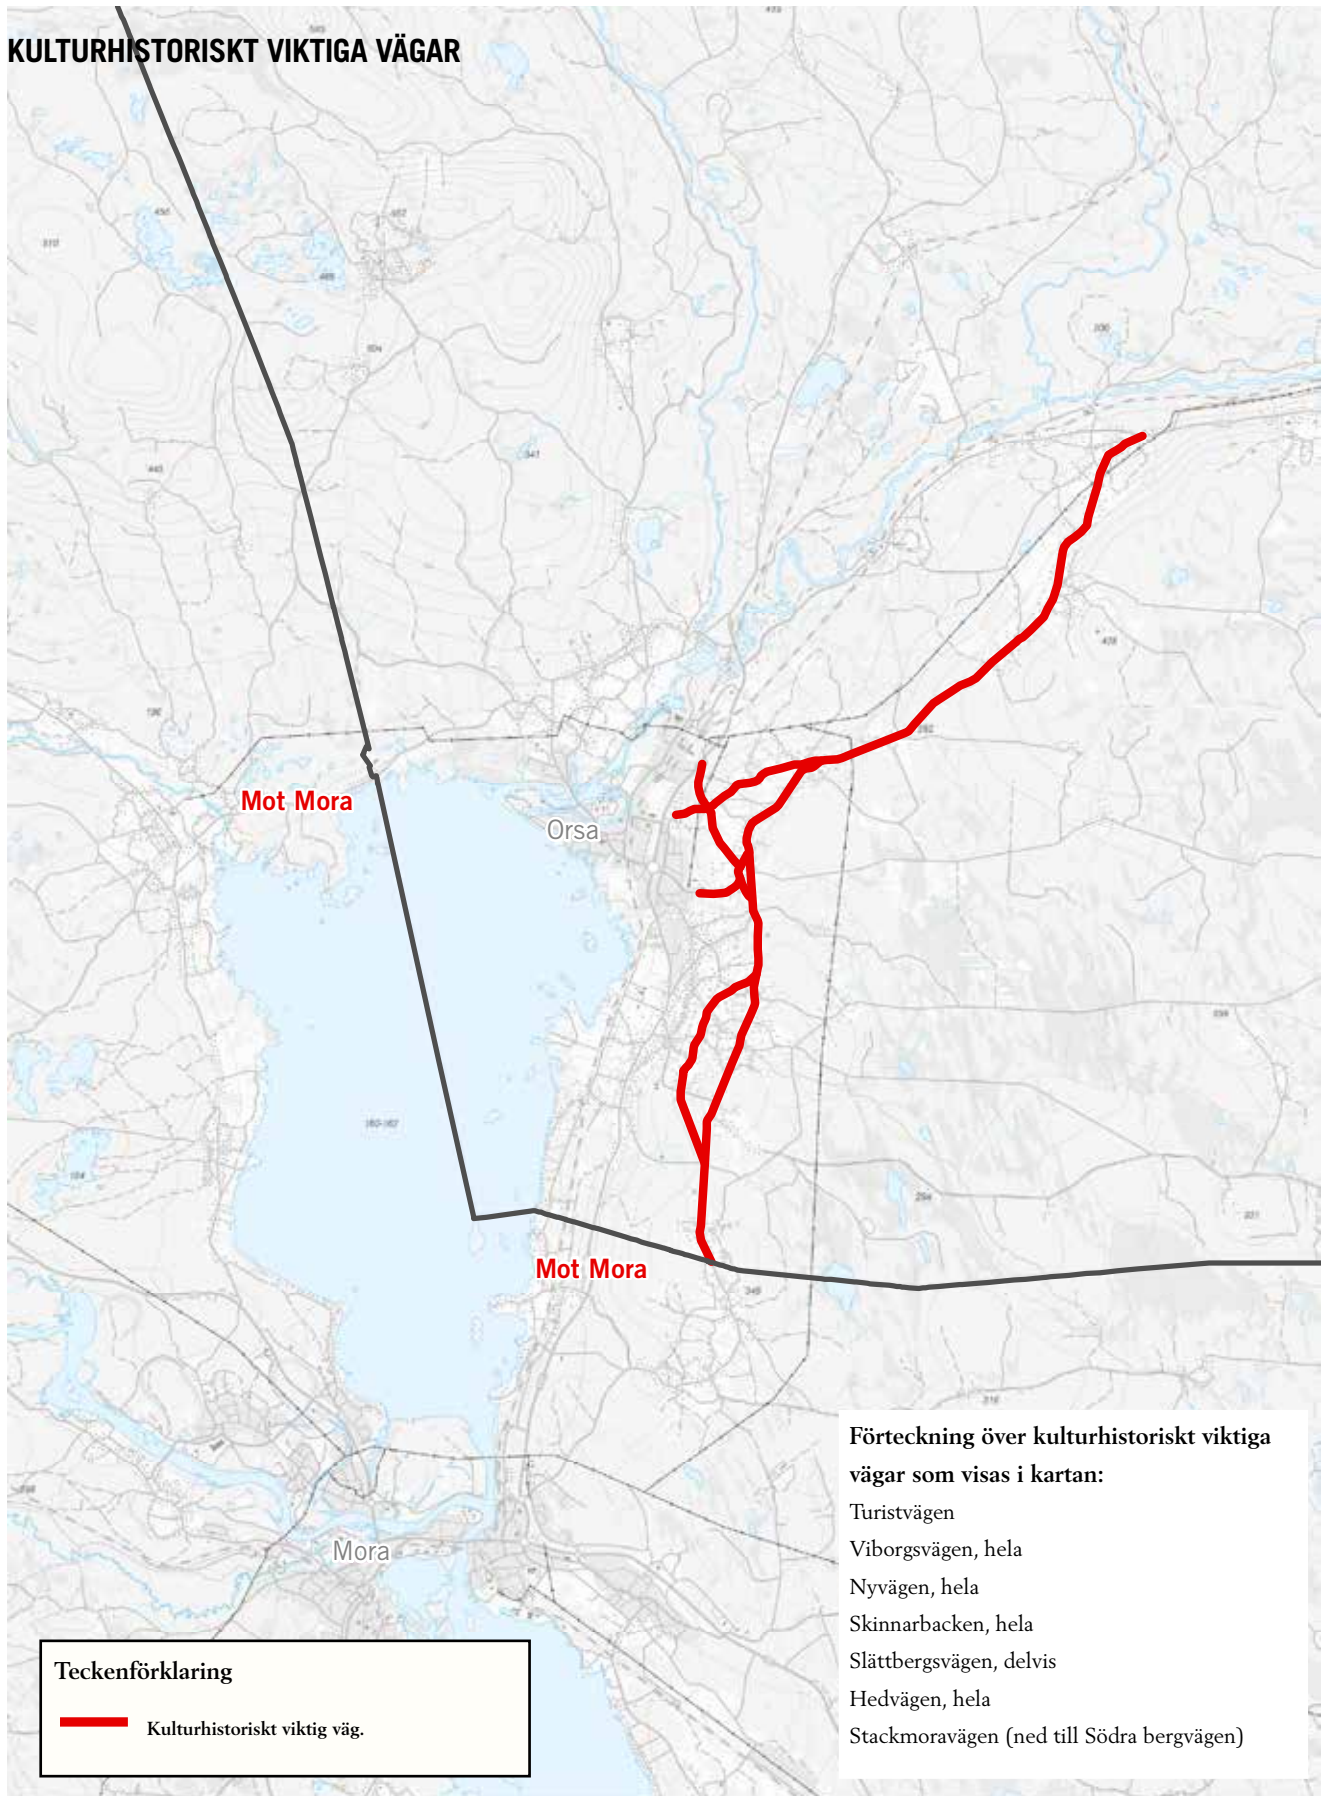 KULTURHISTORISKT VIKTIGA VÄGAR
Mot Mora
Orsa
Mot Mora
Mora
Förteckning över kulturhistoriskt viktiga
vägar som visas i kartan:
Turistvägen
Viborgsvägen, hela
Nyvägen, hela
Skinnarbacken, hela
Slättbergsvägen, delvis
Hedvägen, hela
Stackmoravägen (ned till Södra bergvägen)
Teckenförklaring
Kulturhistoriskt viktig väg.